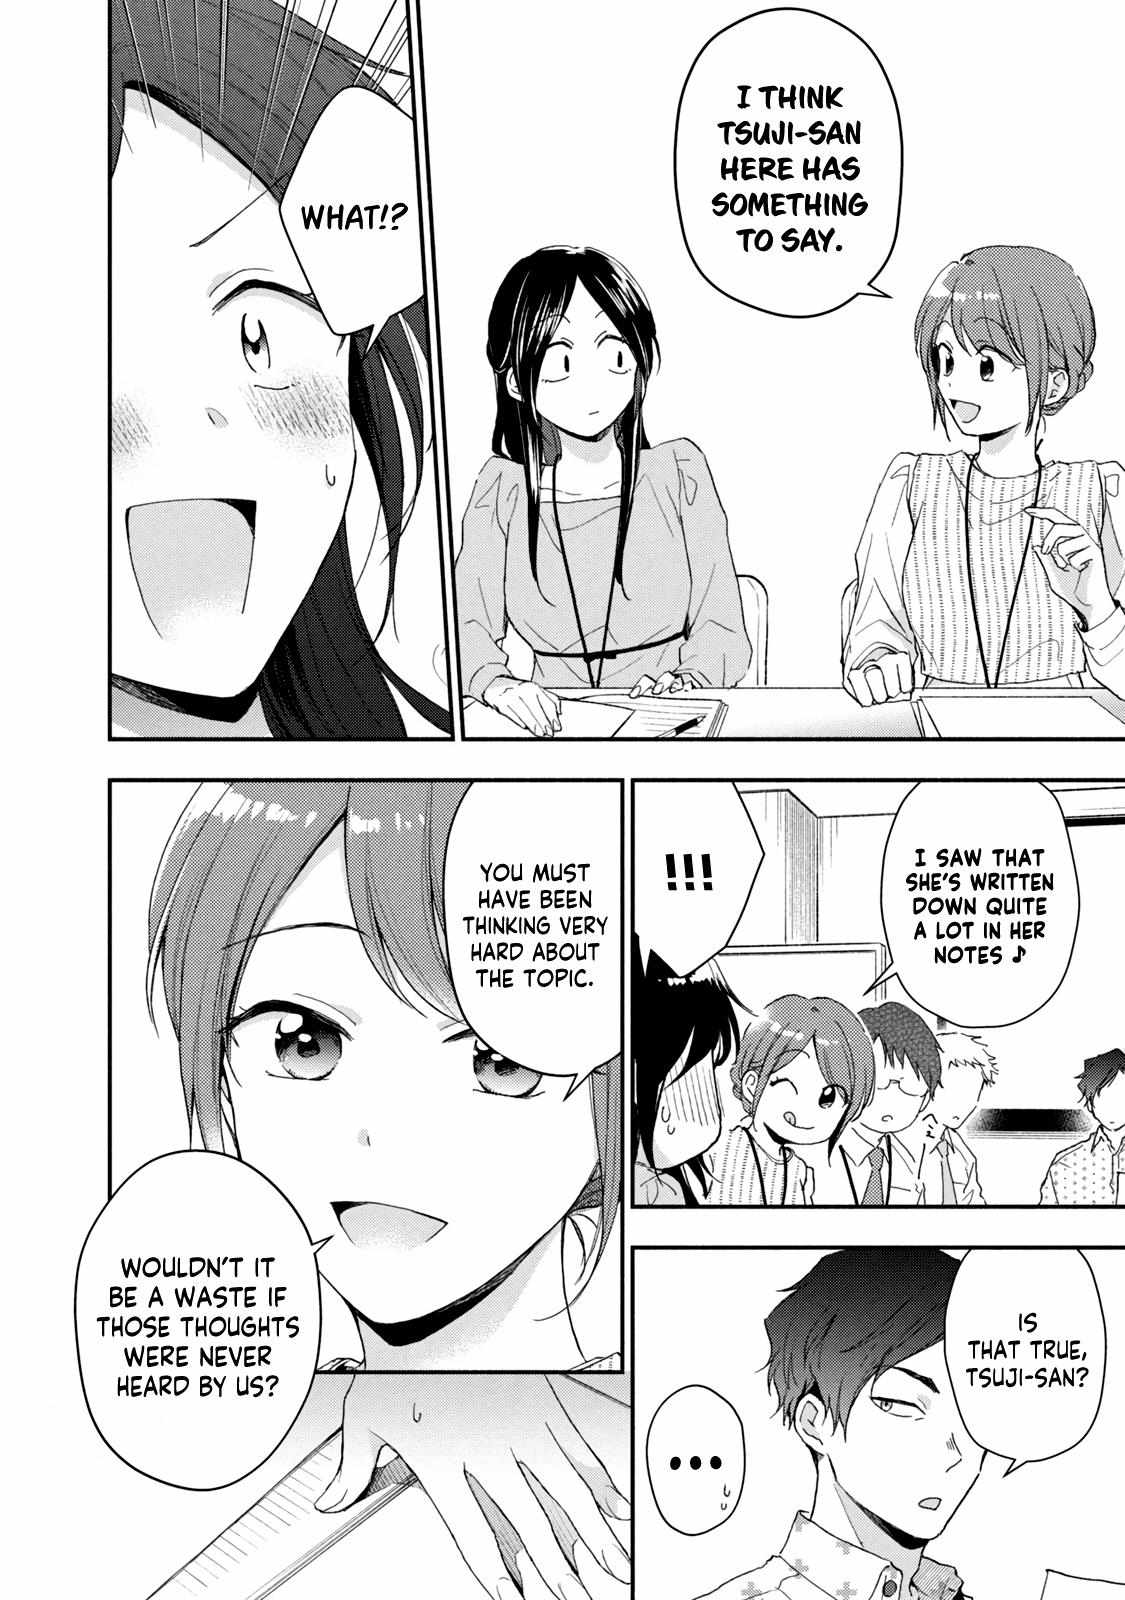 I THINK
TSUJI-SAN
HERE HAS
SOMETHING
TO SAY.
WHAT!?
I SAW THAT
SHE'S WRITTEN
DOWN QUITE
A LOT IN HER
NOTES ♪
!!!
YOU MUST
HAVE BEEN
THINKING VERY
HARD ABOUT
THE TOPIC.
WOULDN'T IT
BE A WASTE IF
THOSE THOUGHTS
WERE NEVER
HEARD BY US?
IS
THAT TRUE,
TSUJI-SAN?
...